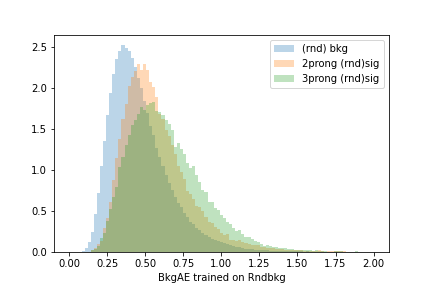 (rnd) bkg
2prong (rnd)sig
3prong (rnd)sig
2.5
2.0
1.5
1.0
0.5
0.0
0.00 0.25 0.50 0.75 1.00 1.25 1.50 1.75 2.00
BkgAE trained on Rndbkg